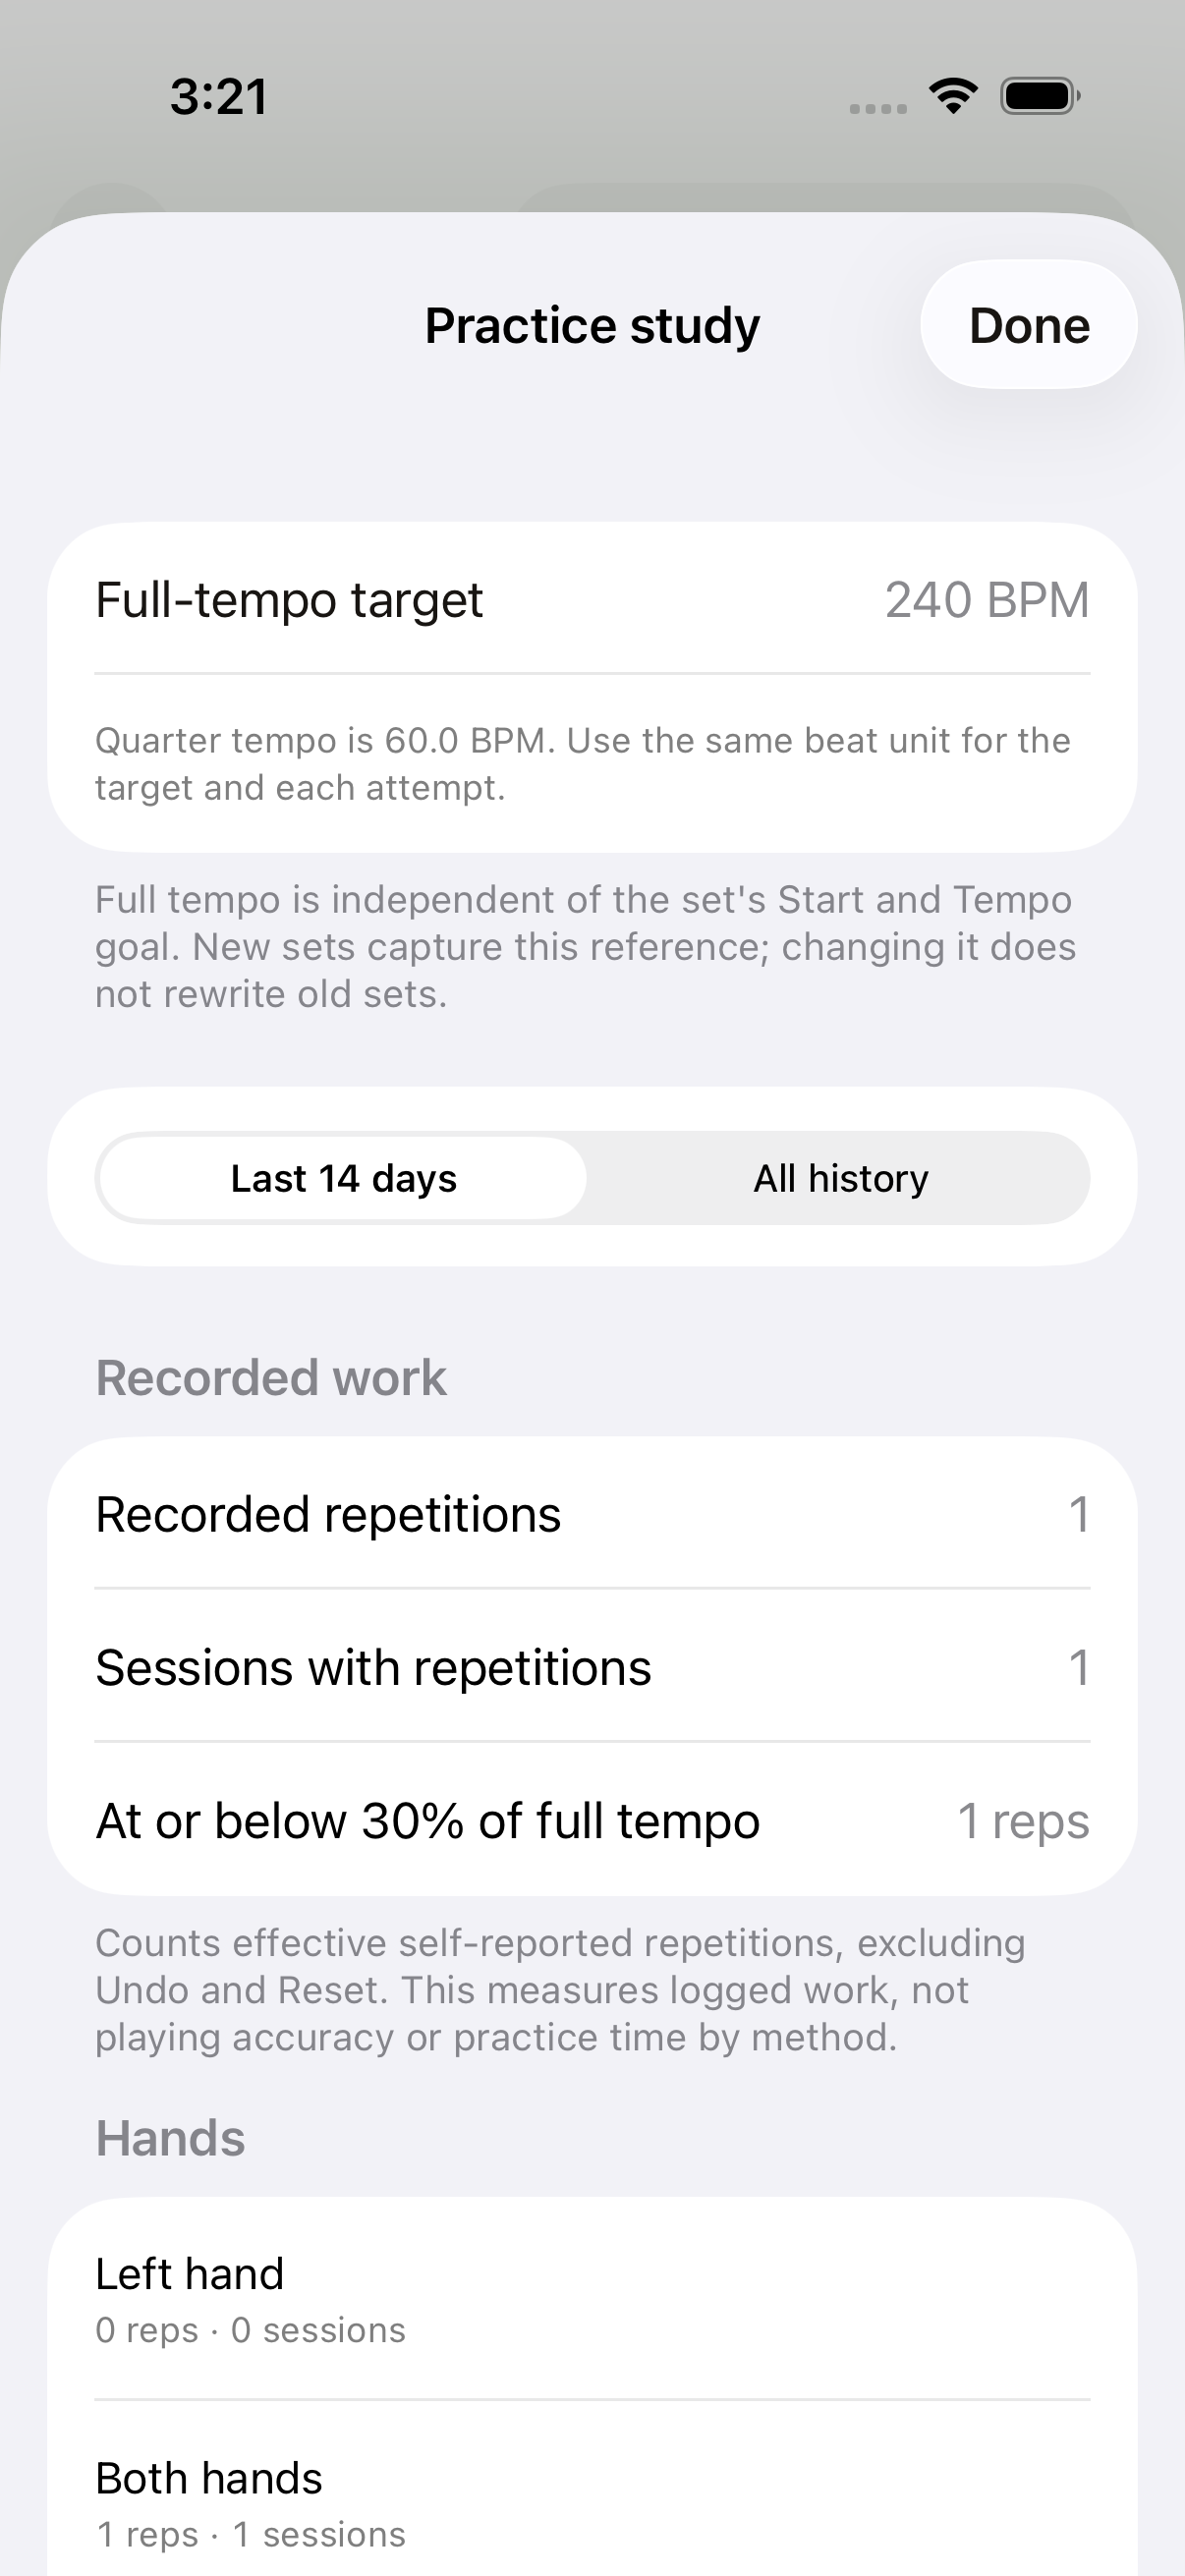 3:21
Practice study
Done
Full-tempo target
240 BPM
Quarter tempo is 60.0 BPM. Use the same beat unit for the
target and each attempt.
Full tempo is independent of the set's Start and Tempo
goal. New sets capture this reference; changing it does
not rewrite old sets.
Last 14 days
All history
Recorded work
Recorded repetitions
1
Sessions with repetitions
1
At or below 30% of full tempo
1 reps
Counts effective self-reported repetitions, excluding
Undo and Reset. This measures logged work, not
playing accuracy or practice time by method.
Hands
Left hand
0 reps · 0 sessions
Both hands
1 reps · 1 sessions